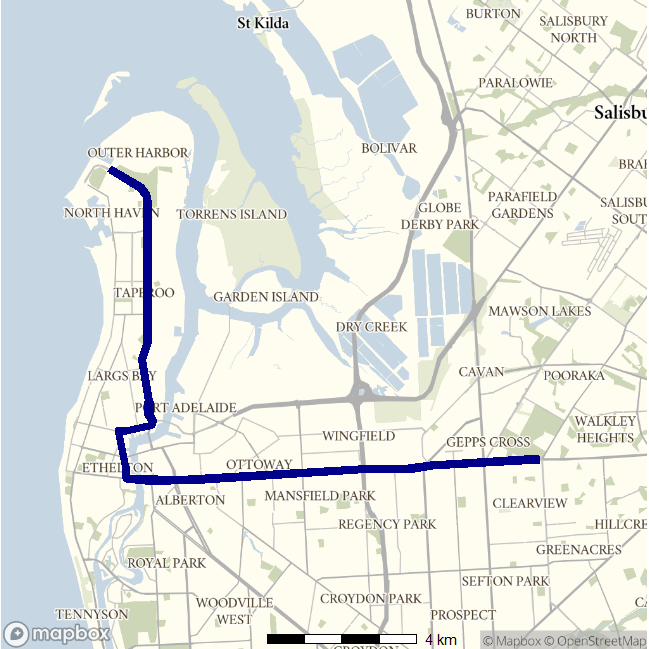 BURTON
SALISBURY
NORTH
St Kilda
PARALOWIE
Salisbu
OUTER HARBOR
BOLIVAR
BRA
PARAFIELD
GARDENS
SALISB
SOUT
NORTH HAVEN
TORRENS ISLAND
GLOBE
DERBY PARK
TAPEROO
GARDEN ISLAND
MAWSON LAKES
DRY CREEK
LARGS BAY
CAVAN
POORAKA
PORT ADELAIDE
WALKLEY
HEIGHTS
WINGFIELD
GEPPS CROSS
ETHELTON
OTTOWAY
ALBERTON
MANSFIELD PARK
CLEARVIEW
REGENCY PARK
HILLCRE
GREENACRES
ROYAL PARK
SEFTON PARK
WOODVILLE
WEST
CROYDON PARK
CA
TENNYSON
PROSPECT
mapbox
4 km
© Mapbox © OpenStreetMap
CROYDON